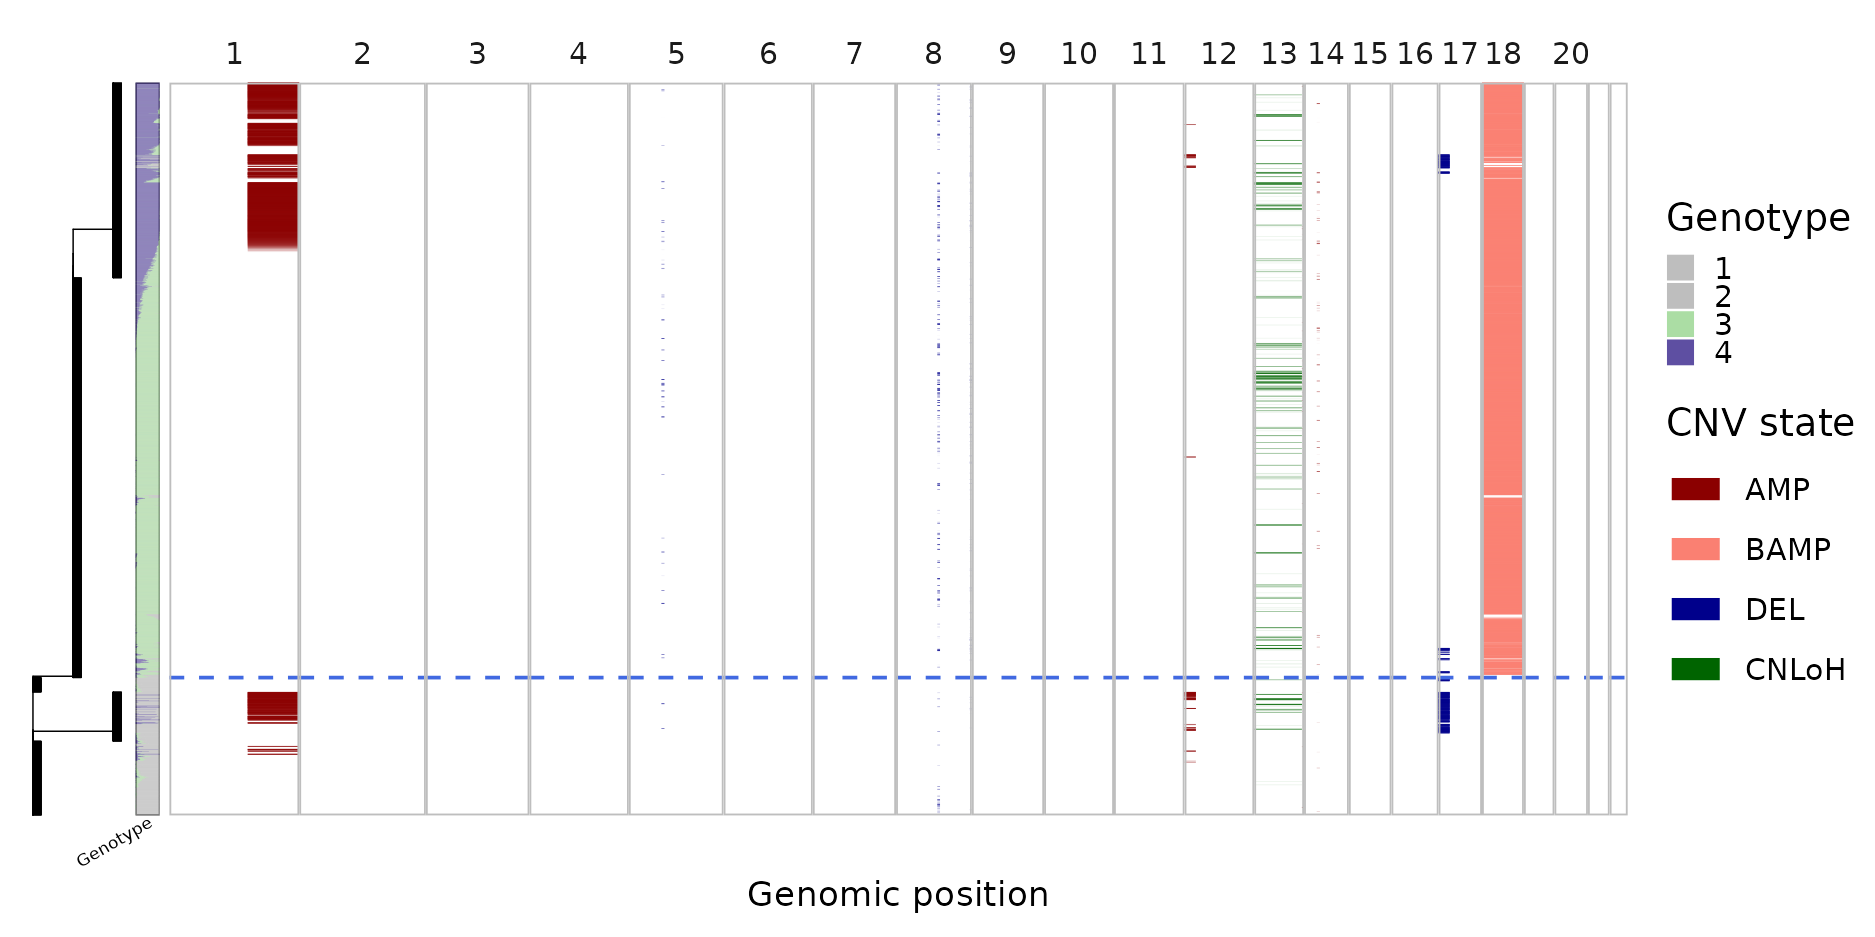 1 2 3 4 5 6 7 8 9 10 11 12 13 14 15 16 17 18 20
Genotype
1
2
3
4
CNV state
AMP
BAMP
DEL
CNLoH
Genotype
Genomic position